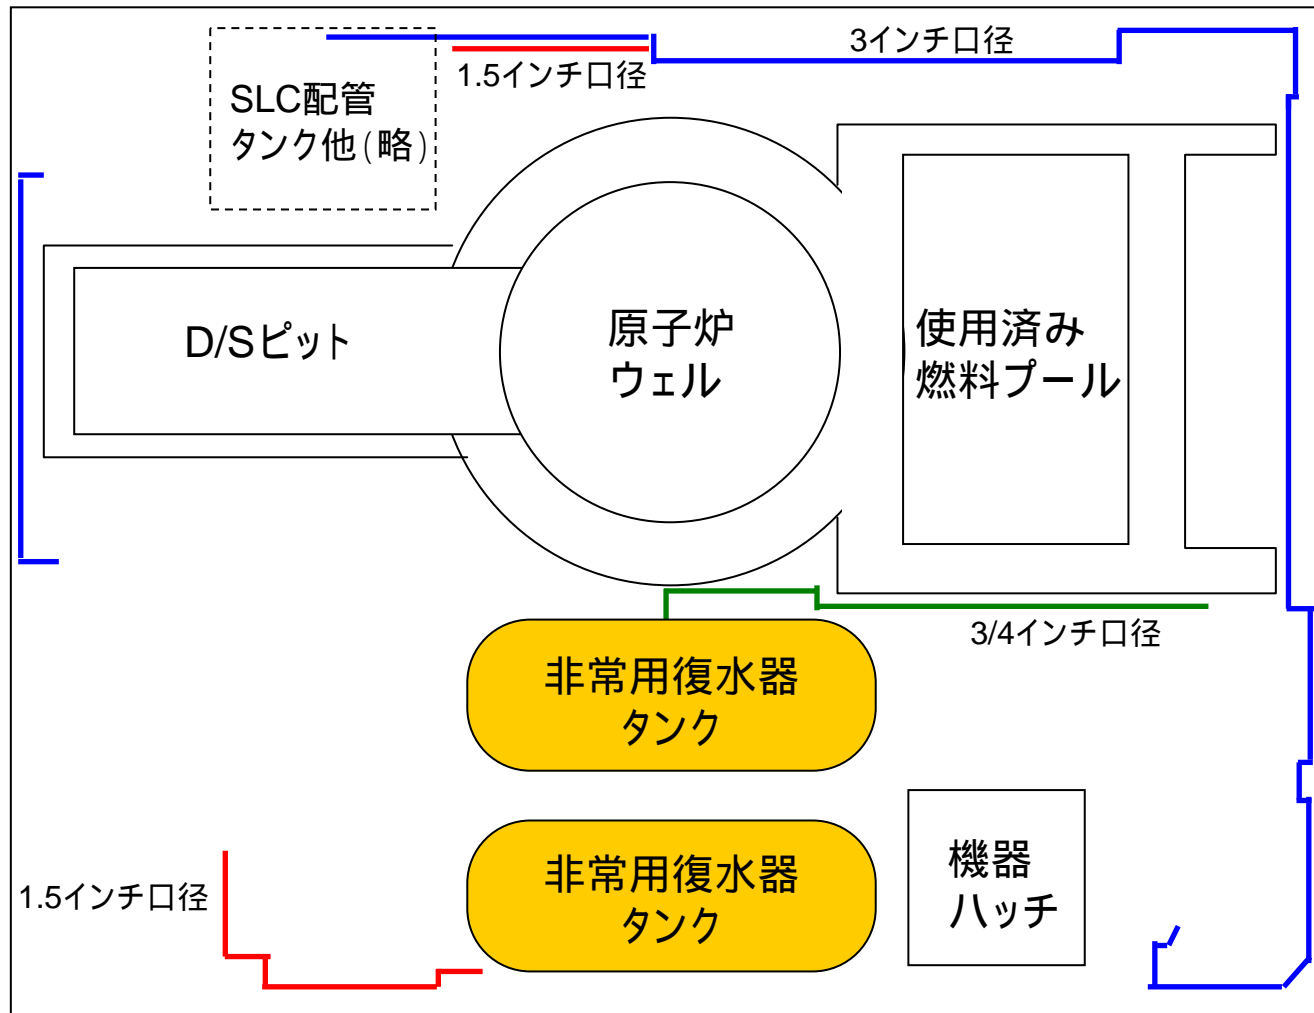 3インチ口径
1.5インチ口径
SLC配管
タンク他(略)
D/Sピット
原子炉
ウェル
使用済み
燃料プール
3/4インチ口径
非常用復水器
タンク
1.5インチ口径
非常用復水器
タンク
機器
ハッチ